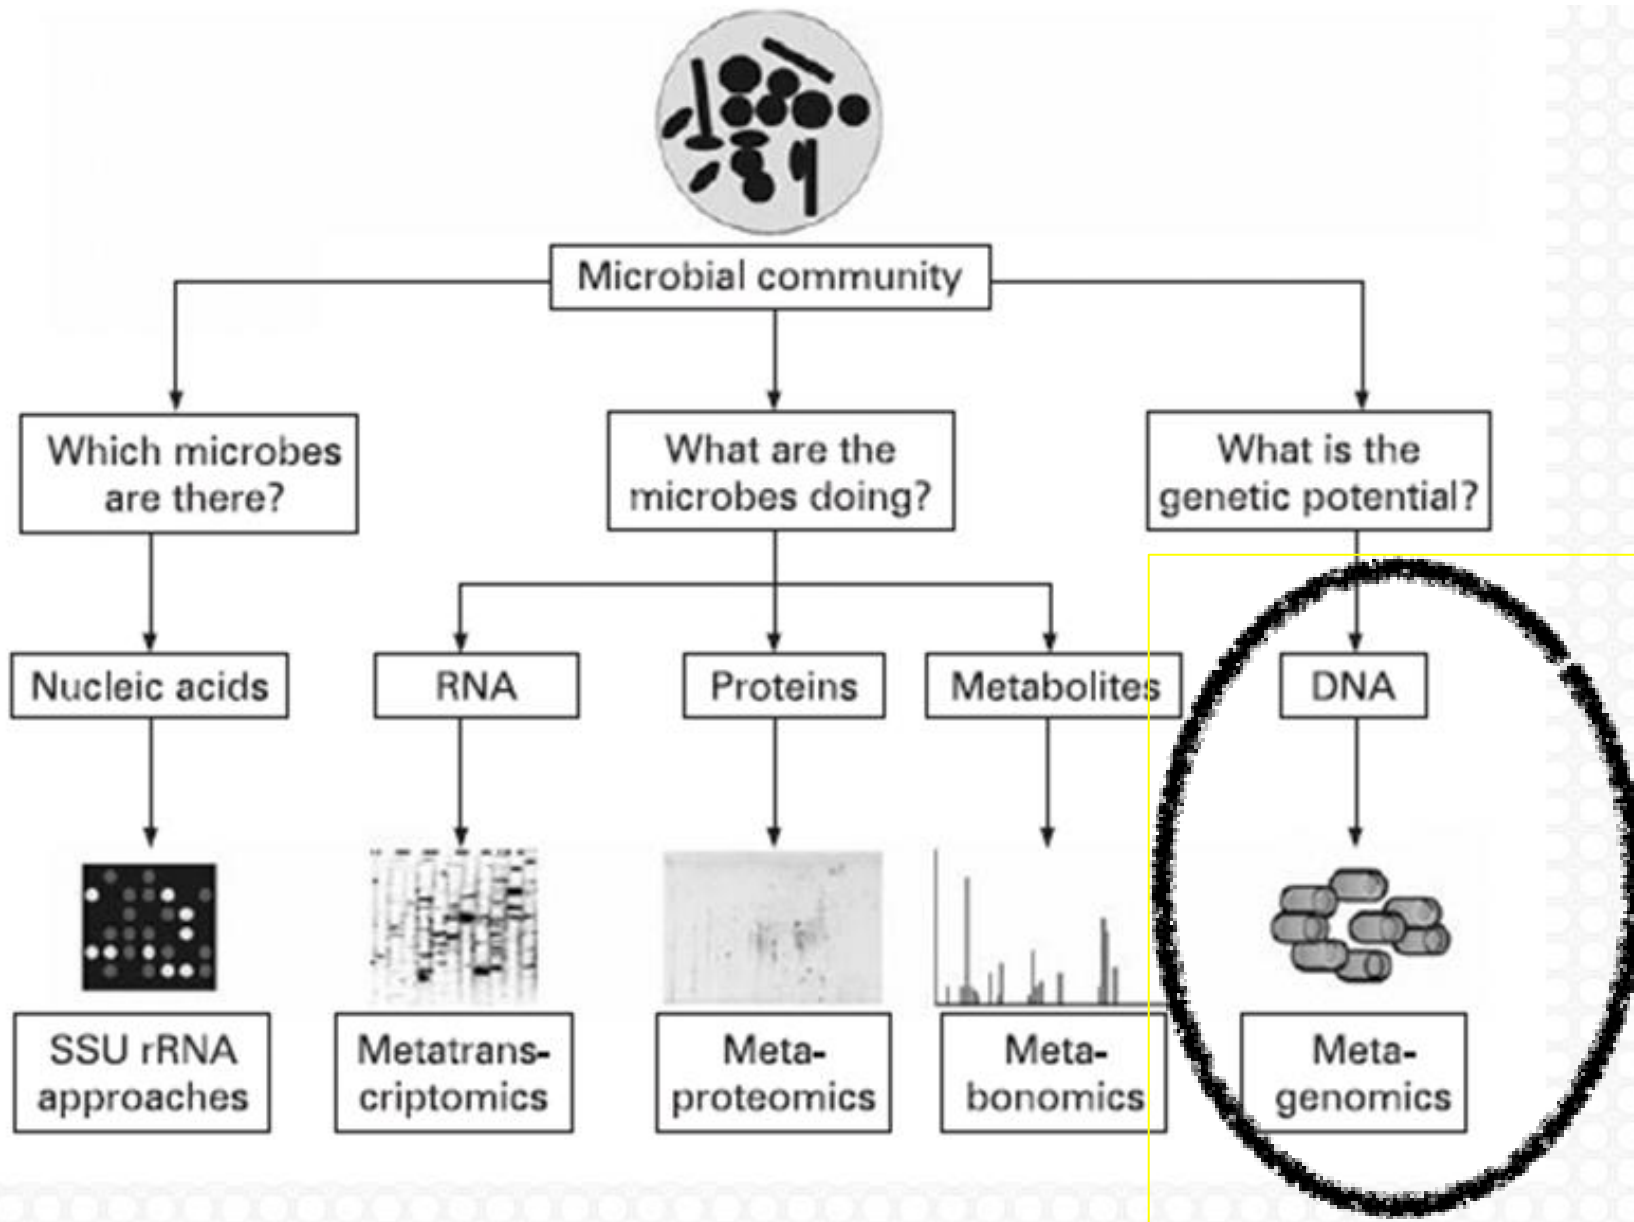 Microbial community
Which microbes
are there?
What are the
microbes doing?
What is the
genetic potential?
Nucleic acids
RNA
Proteins
Metabolites
DNA
SSU rRNA
approaches
Metatrans-
criptomics
Meta-
proteomics
Meta-
bonomics
Meta-
genomics